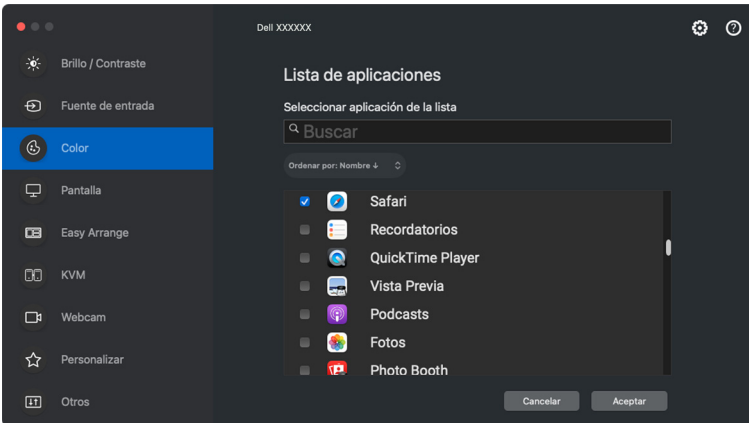 Dell XXXXXX
Brillo / Contraste
Fuente de entrada
Color
Pantalla
Easy Arrange
KVM
Webcam
Personalizar
Otros
Lista de aplicaciones
Seleccionar aplicación de la lista
Buscar
Ordenar por: Nombre ↓
Safari
Recordatorios
QuickTime Player
Vista Previa
Podcasts
Fotos
Photo Booth
Cancelar
Aceptar